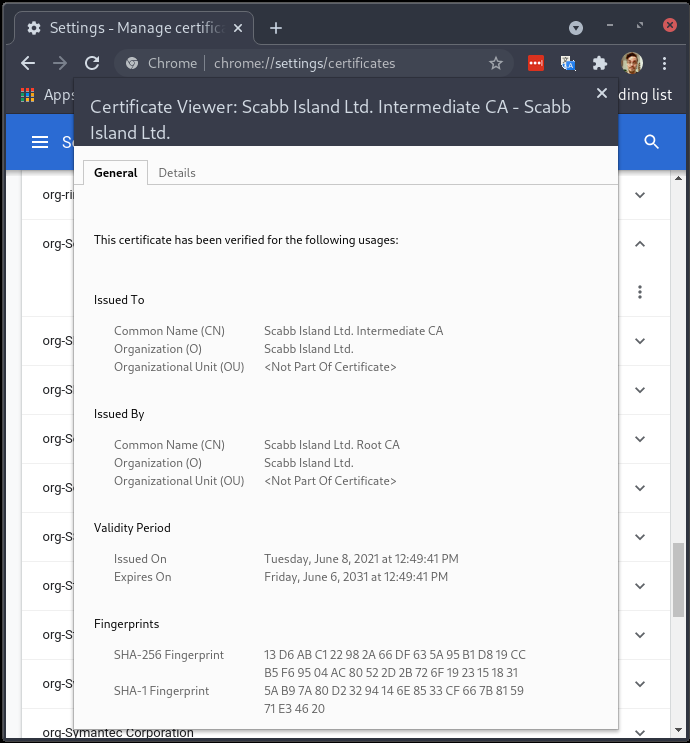 Settings - Manage certific
Chrome
chrome://settings/certificates
Apps
ding list
Certificate Viewer: Scabb Island Ltd. Intermediate CA - Scabb
Island Ltd.
General
Details
org-ri
This certificate has been verified for the following usages:
org-S
Issued To
Common Name (CN)
Scabb Island Ltd. Intermediate CA
org-S
Organization (O)
Scabb Island Ltd.
Organizational Unit (OU)
<Not Part Of Certificate>
org-S
Issued By
org-S
Common Name (CN)
Scabb Island Ltd. Root CA
Organization (O)
Scabb Island Ltd.
Organizational Unit (OU)
<Not Part Of Certificate>
org-S
Validity Period
org-S
Issued On
Tuesday, June 8, 2021 at 12:49:41 PM
Expires On
Friday, June 6, 2031 at 12:49:41 PM
org-S
Fingerprints
org-S
SHA-256 Fingerprint
13 D6 AB C1 22 98 2A 66 DF 63 5A 95 B1 D8 19 CC
B5 F6 95 04 AC 80 52 2D 2B 72 6F 19 23 15 18 31
org-S
SHA-1 Fingerprint
5A B9 7A 80 D2 32 94 14 6E 85 33 CF 66 7B 81 59
71 E3 46 20
org-Symantec Corporation